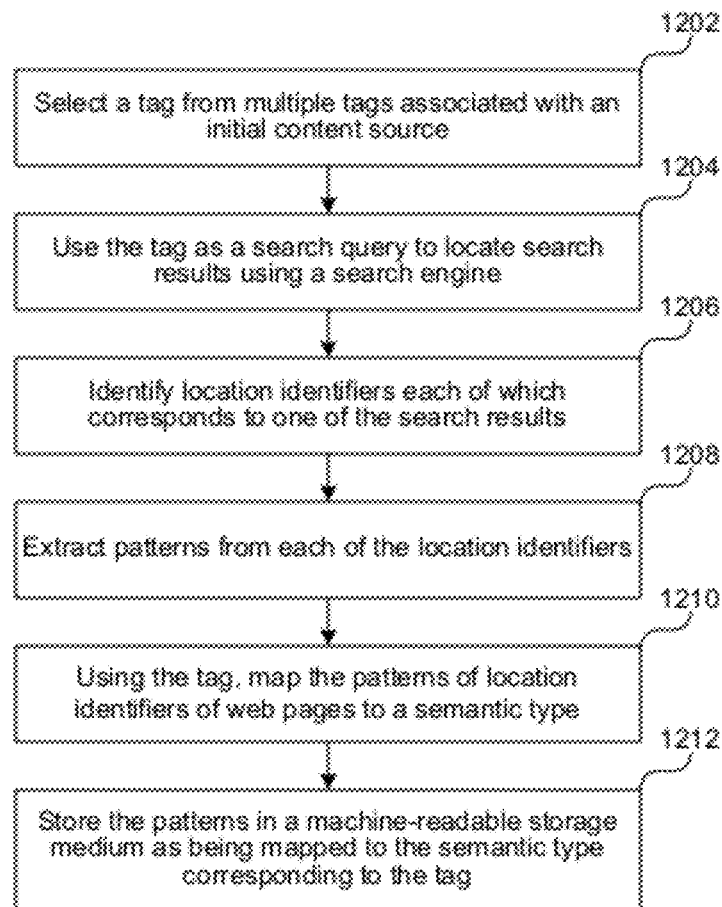 1202
Select a tag from multiple tags associated with an
initial content source
1204
Use the tag as a search query to locate search
results using a search engine
1206
Identify location identifiers each of which
corresponds to one of the search results
1208
Extract patterns from each of the location identifiers
1210
Using the tag, map the patterns of location
identifiers of web pages to a semantic type
1212
Store the patterns in a machine-readable storage
medium as being mapped to the semantic type
corresponding to the tag